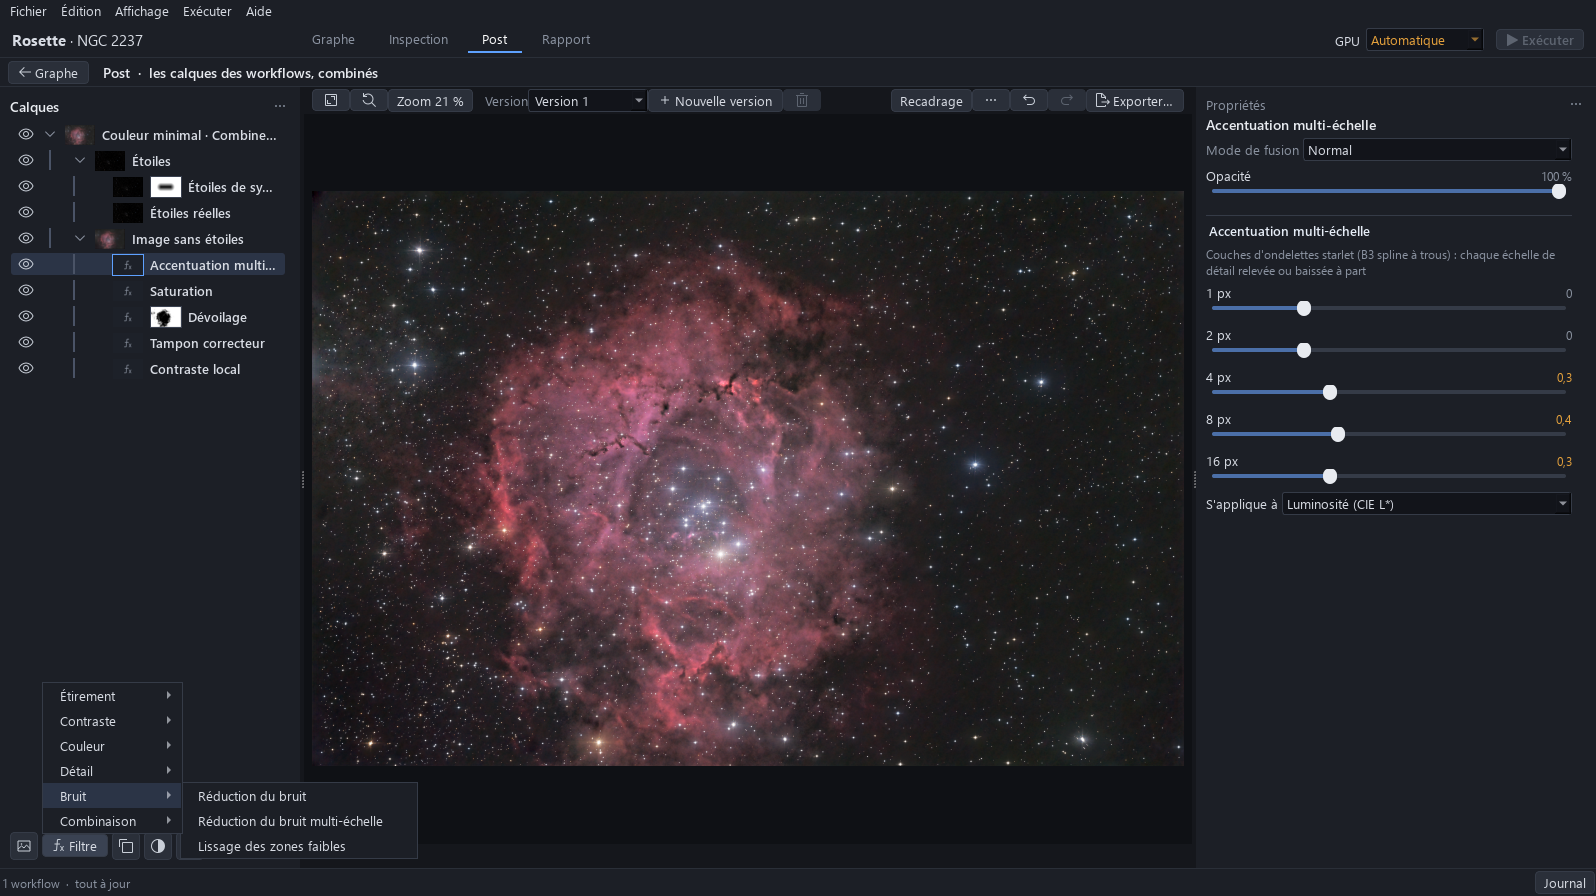 Fichier Édition Affichage Exécuter Aide
Rosette · NGC 2237
Graphe Inspection Post Rapport
GPU Automatique Exécuter
Graphe Post · les calques des workflows, combinés
Calques ...
Zoom 21 % Version Version 1 + Nouvelle version
Recadrage ... Exporter...
Couleur minimal · Combine...
Étoiles
Étoiles de sy...
Étoiles réelles
Image sans étoiles
fx Accentuation multi...
fx Saturation
fx Dévoilage
fx Tampon correcteur
fx Contraste local
Propriétés ...
Accentuation multi-échelle
Mode de fusion Normal
Opacité 100 %
Accentuation multi-échelle
Couches d'ondelettes starlet (B3 spline à trous) : chaque échelle de
détail relevée ou baissée à part
1 px 0
2 px 0
4 px 0,3
8 px 0,4
16 px 0,3
S'applique à Luminosité (CIE L*)
Étirement
Contraste
Couleur
Détail
Bruit
Combinaison
Réduction du bruit
Réduction du bruit multi-échelle
Lissage des zones faibles
fx Filtre
1 workflow · tout à jour
Journal